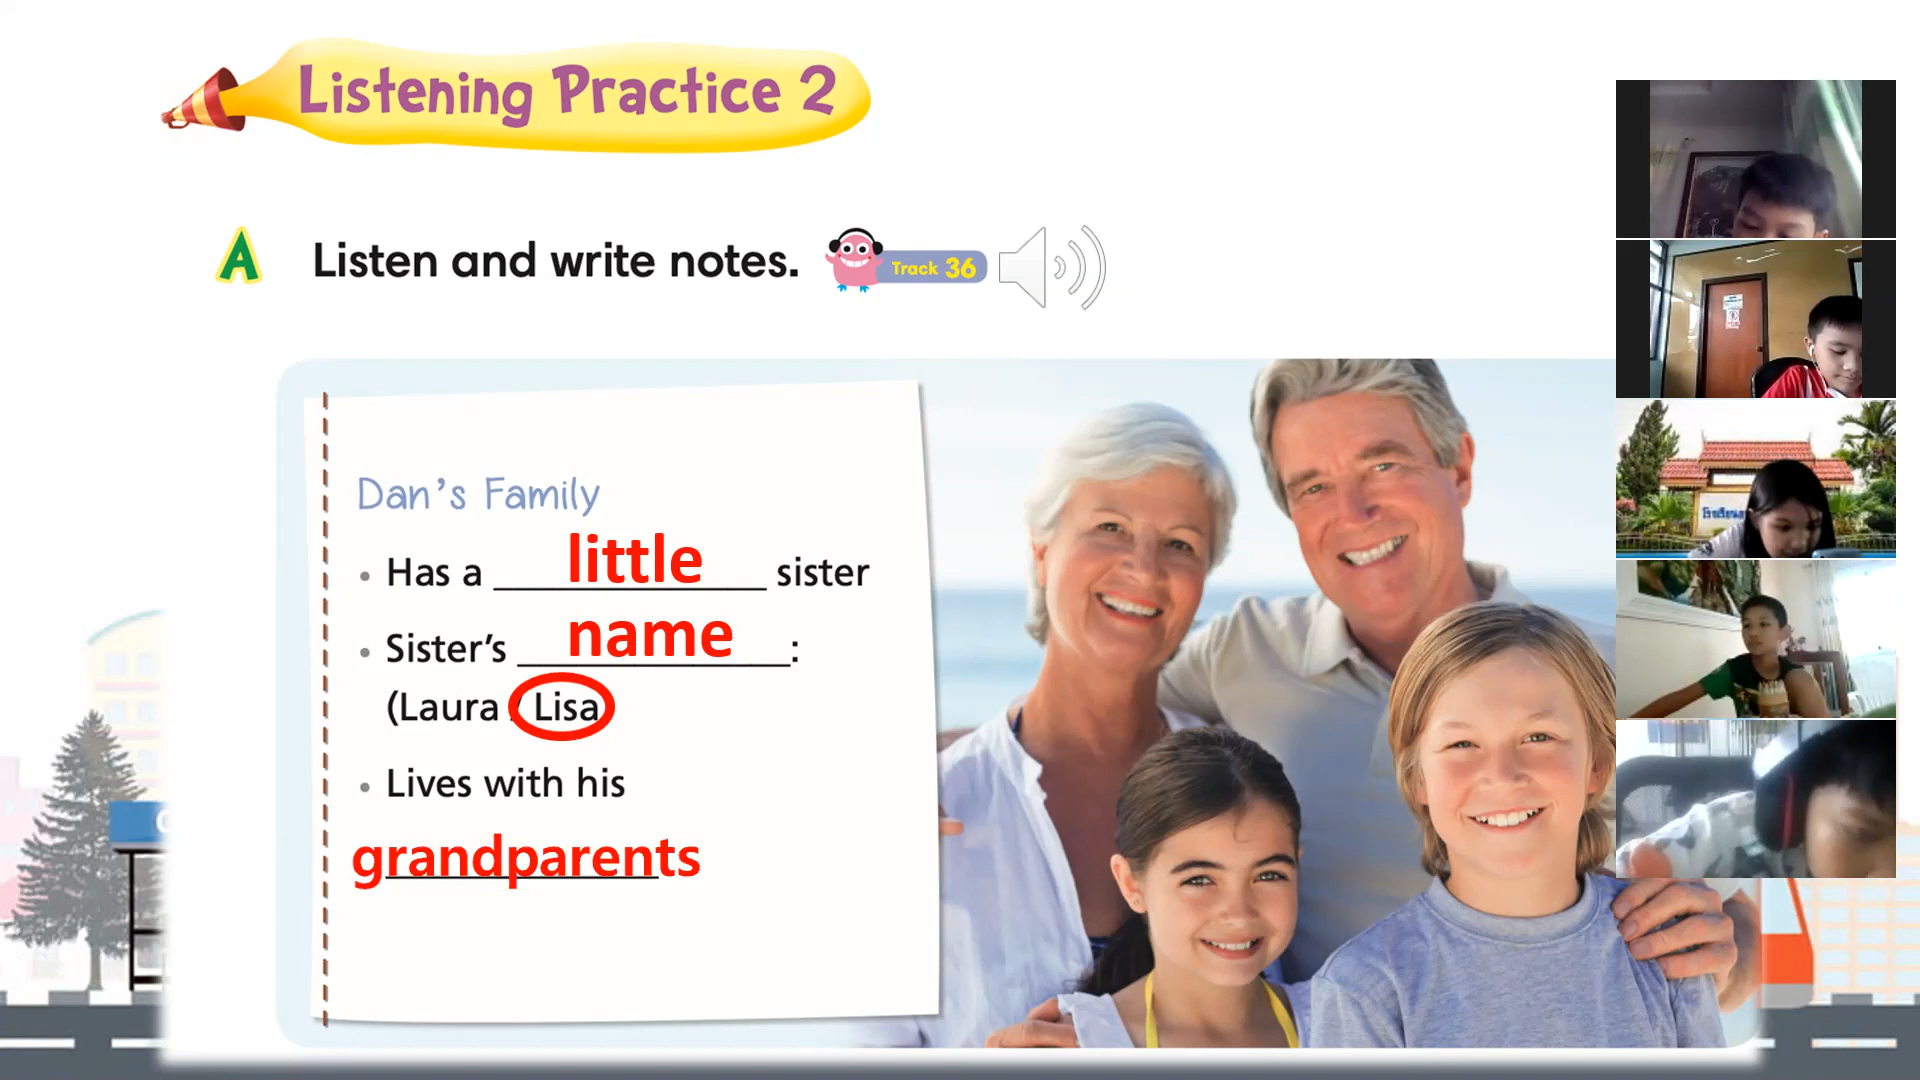 Listening Practice 2
A Listen and write notes. Track 36
Dan's Family
• Has a little sister
• Sister's name:
(Laura / Lisa
• Lives with his
grandparents